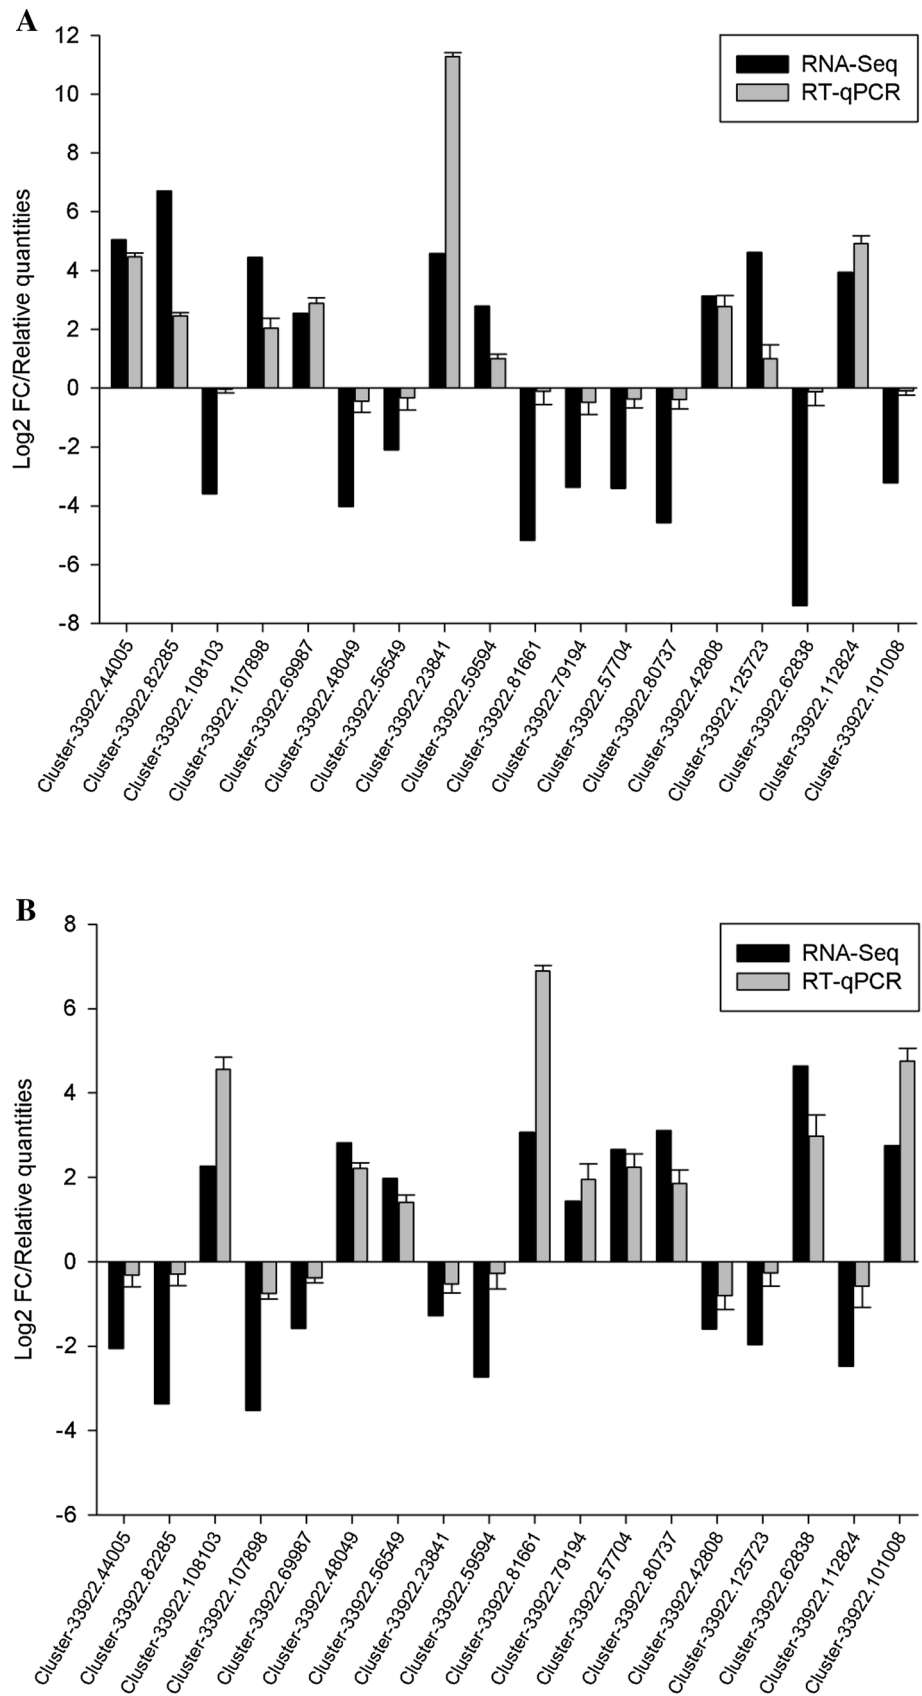 A
12
10
8
6
4
2
0
-2
-4
-6
-8
Log2 FC/Relative quantities
RNA-Seq
RT-qPCR
Cluster-33922.44005
Cluster-33922.82285
Cluster-33922.108103
Cluster-33922.107898
Cluster-33922.69987
Cluster-33922.48049
Cluster-33922.56549
Cluster-33922.23841
Cluster-33922.59594
Cluster-33922.81661
Cluster-33922.79194
Cluster-33922.57704
Cluster-33922.80737
Cluster-33922.42808
Cluster-33922.125723
Cluster-33922.62838
Cluster-33922.112824
Cluster-33922.101008
B
8
6
4
2
0
-2
-4
-6
Log2 FC/Relative quantities
RNA-Seq
RT-qPCR
Cluster-33922.44005
Cluster-33922.82285
Cluster-33922.108103
Cluster-33922.107898
Cluster-33922.69987
Cluster-33922.48049
Cluster-33922.56549
Cluster-33922.23841
Cluster-33922.59594
Cluster-33922.81661
Cluster-33922.79194
Cluster-33922.57704
Cluster-33922.80737
Cluster-33922.42808
Cluster-33922.125723
Cluster-33922.62838
Cluster-33922.112824
Cluster-33922.101008